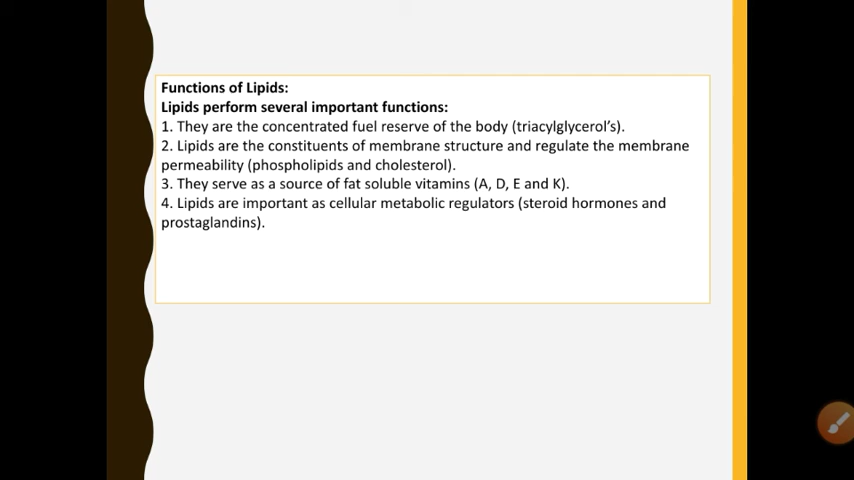 Functions of Lipids:
Lipids perform several important functions:
1. They are the concentrated fuel reserve of the body (triacylglycerol’s).
2. Lipids are the constituents of membrane structure and regulate the membrane
permeability (phospholipids and cholesterol).
3. They serve as a source of fat soluble vitamins (A, D, E and K).
4. Lipids are important as cellular metabolic regulators (steroid hormones and
prostaglandins).